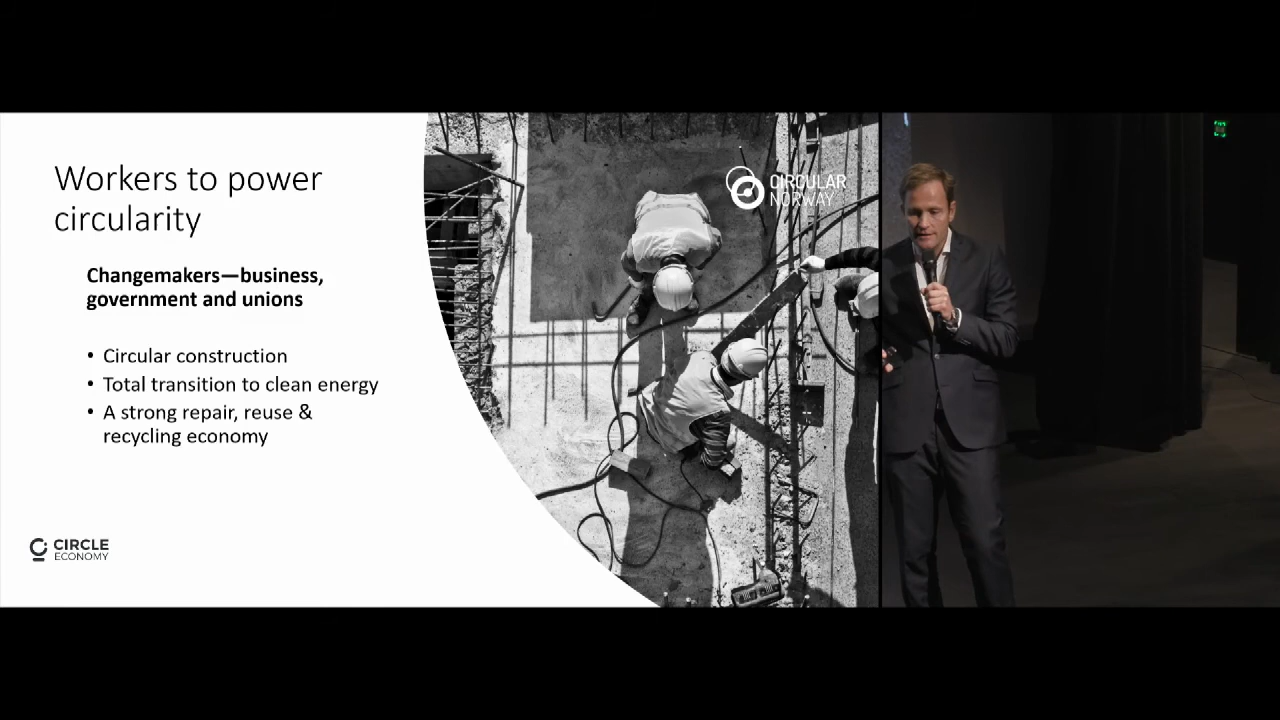 Workers to power
circularity
Changemakers—business,
government and unions
• Circular construction
• Total transition to clean energy
• A strong repair, reuse &
recycling economy
CIRCULAR
NORWAY
CIRCLE
ECONOMY